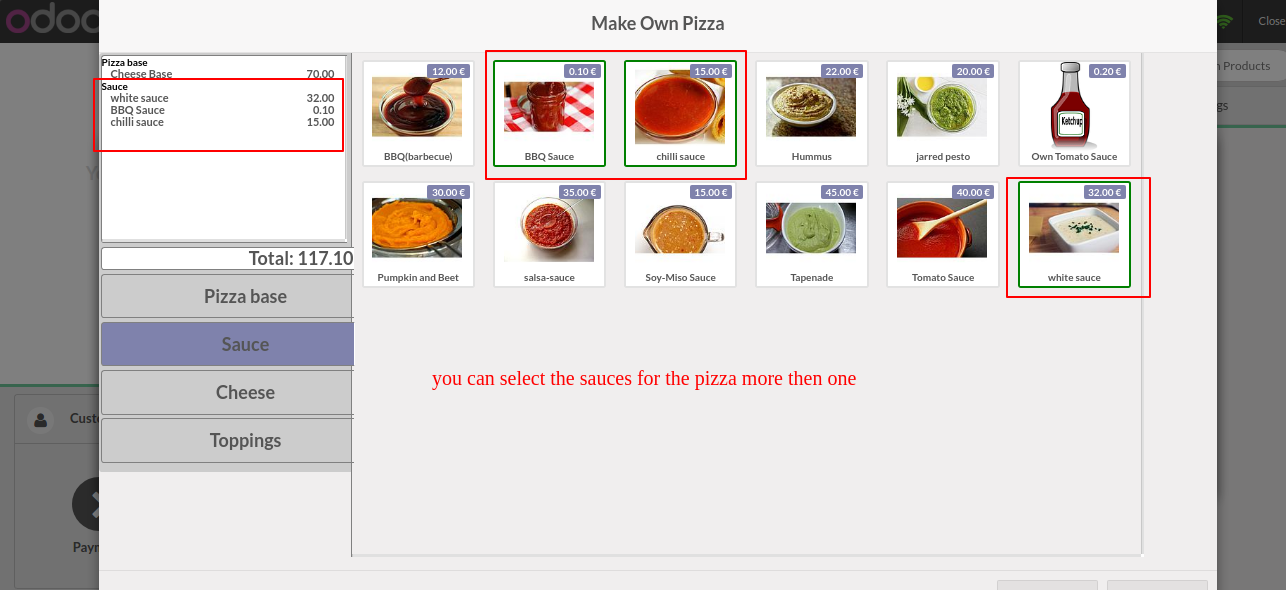 odoo
Make Own Pizza
Close
Products
Pizza base
Cheese Base 70.00
Sauce
white sauce 32.00
BBQ Sauce 0.10
chilli sauce 15.00
Total: 117.10
Pizza base
Sauce
Cheese
Toppings
12.00 € 0.10 € 15.00 € 22.00 € 20.00 € 0.20 €
Ketchup
BBQ(barbecue) BBQ Sauce chilli sauce Hummus jarred pesto Own Tomato Sauce
30.00 € 35.00 € 15.00 € 45.00 € 40.00 € 32.00 €
Pumpkin and Beet salsa-sauce Soy-Miso Sauce Tapenade Tomato Sauce white sauce
you can select the sauces for the pizza more then one